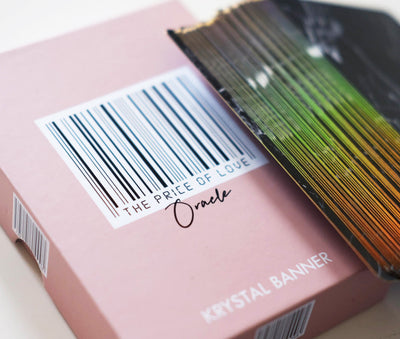 THE PRICE OF LOVE
Oracle
KRYSTAL BANNER